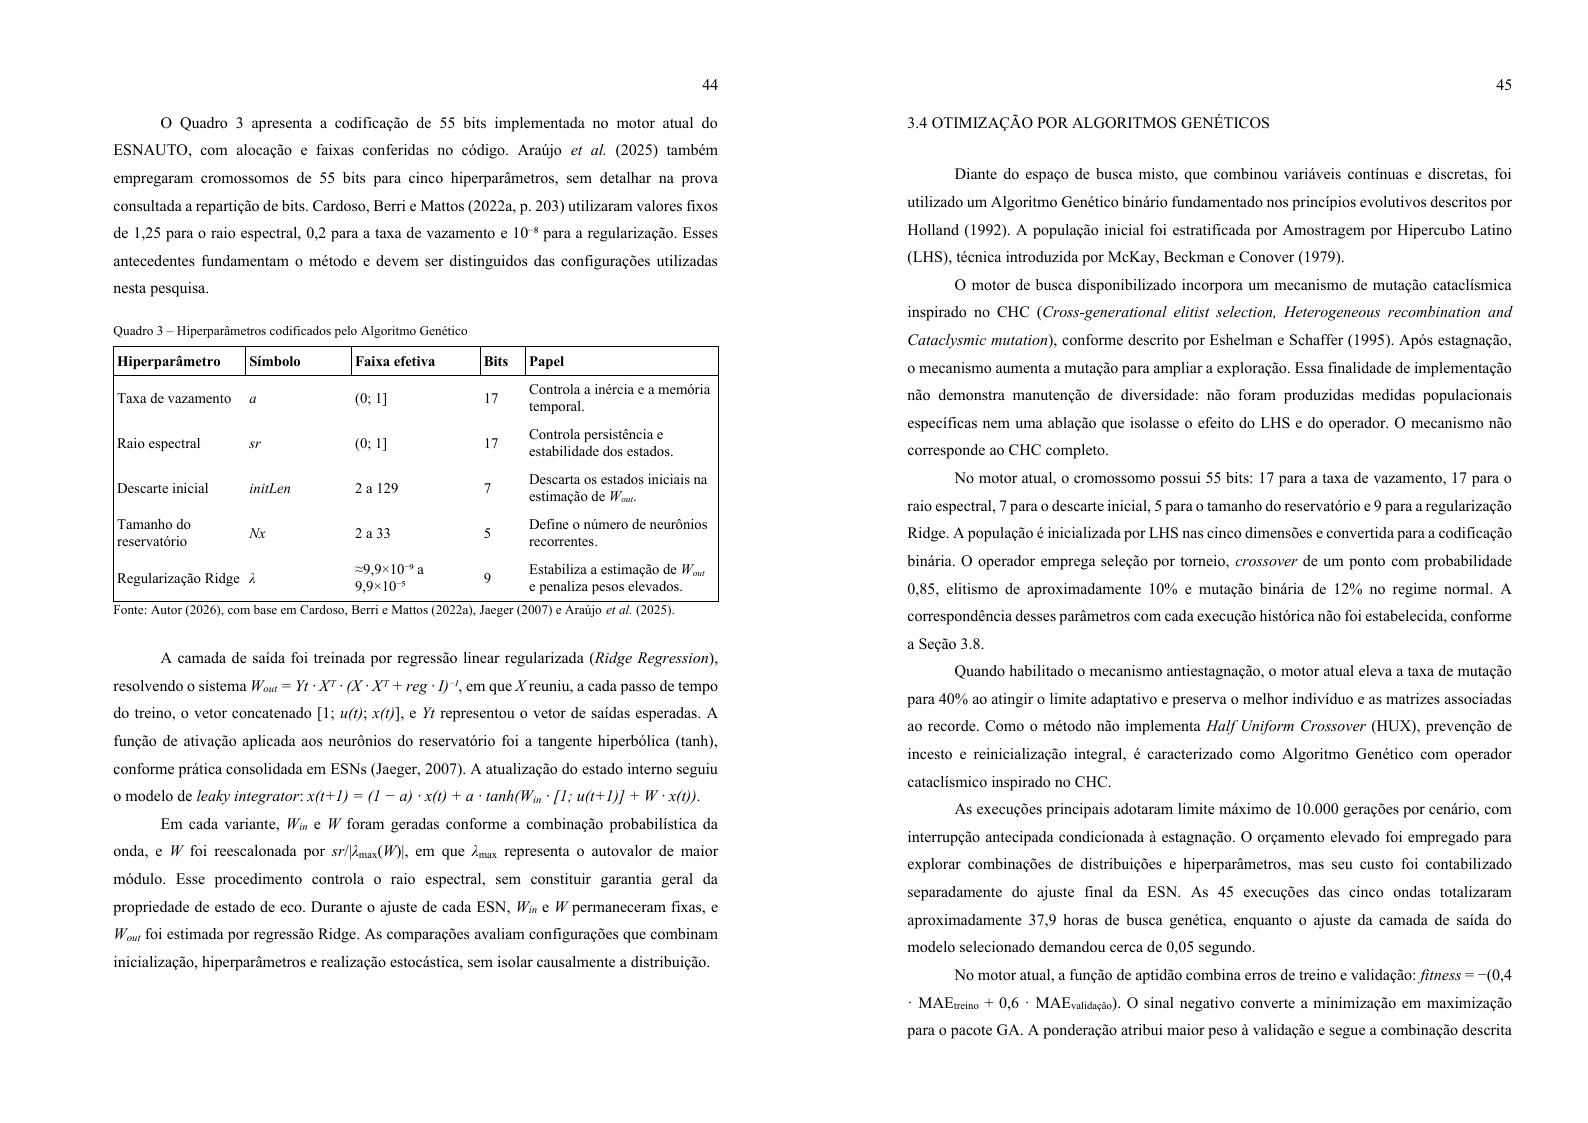 44
O Quadro 3 apresenta a codificação de 55 bits implementada no motor atual do
ESNAUTO, com alocação e faixas conferidas no código. Araújo et al. (2025) também
empregaram cromossomos de 55 bits para cinco hiperparâmetros, sem detalhar na prova
consultada a repartição de bits. Cardoso, Berri e Mattos (2022a, p. 203) utilizaram valores fixos
de 1,25 para o raio espectral, 0,2 para a taxa de vazamento e 10⁻⁸ para a regularização. Esses
antecedentes fundamentam o método e devem ser distinguidos das configurações utilizadas
nesta pesquisa.
Quadro 3 – Hiperparâmetros codificados pelo Algoritmo Genético
Hiperparâmetro Símbolo Faixa efetiva Bits Papel
Taxa de vazamento a (0; 1] 17 Controla a inércia e a memória
temporal.
Raio espectral sr (0; 1] 17 Controla persistência e
estabilidade dos estados.
Descarte inicial initLen 2 a 129 7 Descarta os estados iniciais na
estimação de Wout.
Tamanho do
reservatório Nx 2 a 33 5 Define o número de neurônios
recorrentes.
Regularização Ridge λ ≈9,9×10⁻⁹ a
9,9×10⁻⁵ 9 Estabiliza a estimação de Wout
e penaliza pesos elevados.
Fonte: Autor (2026), com base em Cardoso, Berri e Mattos (2022a), Jaeger (2007) e Araújo et al. (2025).
A camada de saída foi treinada por regressão linear regularizada (Ridge Regression),
resolvendo o sistema Wout = Yt · Xᵀ · (X · Xᵀ + reg · I)⁻¹, em que X reuniu, a cada passo de tempo
do treino, o vetor concatenado [1; u(t); x(t)], e Yt representou o vetor de saídas esperadas. A
função de ativação aplicada aos neurônios do reservatório foi a tangente hiperbólica (tanh),
conforme prática consolidada em ESNs (Jaeger, 2007). A atualização do estado interno seguiu
o modelo de leaky integrator: x(t+1) = (1 − a) · x(t) + a · tanh(Win · [1; u(t+1)] + W · x(t)).
Em cada variante, Win e W foram geradas conforme a combinação probabilística da
onda, e W foi reescalonada por sr/|λmax(W)|, em que λmax representa o autovalor de maior
módulo. Esse procedimento controla o raio espectral, sem constituir garantia geral da
propriedade de estado de eco. Durante o ajuste de cada ESN, Win e W permaneceram fixas, e
Wout foi estimada por regressão Ridge. As comparações avaliam configurações que combinam
inicialização, hiperparâmetros e realização estocástica, sem isolar causalmente a distribuição.
45
3.4 OTIMIZAÇÃO POR ALGORITMOS GENÉTICOS
Diante do espaço de busca misto, que combinou variáveis contínuas e discretas, foi
utilizado um Algoritmo Genético binário fundamentado nos princípios evolutivos descritos por
Holland (1992). A população inicial foi estratificada por Amostragem por Hipercubo Latino
(LHS), técnica introduzida por McKay, Beckman e Conover (1979).
O motor de busca disponibilizado incorpora um mecanismo de mutação cataclísmica
inspirado no CHC (Cross-generational elitist selection, Heterogeneous recombination and
Cataclysmic mutation), conforme descrito por Eshelman e Schaffer (1995). Após estagnação,
o mecanismo aumenta a mutação para ampliar a exploração. Essa finalidade de implementação
não demonstra manutenção de diversidade: não foram produzidas medidas populacionais
específicas nem uma ablação que isolasse o efeito do LHS e do operador. O mecanismo não
corresponde ao CHC completo.
No motor atual, o cromossomo possui 55 bits: 17 para a taxa de vazamento, 17 para o
raio espectral, 7 para o descarte inicial, 5 para o tamanho do reservatório e 9 para a regularização
Ridge. A população é inicializada por LHS nas cinco dimensões e convertida para a codificação
binária. O operador emprega seleção por torneio, crossover de um ponto com probabilidade
0,85, elitismo de aproximadamente 10% e mutação binária de 12% no regime normal. A
correspondência desses parâmetros com cada execução histórica não foi estabelecida, conforme
a Seção 3.8.
Quando habilitado o mecanismo antiestagnação, o motor atual eleva a taxa de mutação
para 40% ao atingir o limite adaptativo e preserva o melhor indivíduo e as matrizes associadas
ao recorde. Como o método não implementa Half Uniform Crossover (HUX), prevenção de
incesto e reinicialização integral, é caracterizado como Algoritmo Genético com operador
cataclísmico inspirado no CHC.
As execuções principais adotaram limite máximo de 10.000 gerações por cenário, com
interrupção antecipada condicionada à estagnação. O orçamento elevado foi empregado para
explorar combinações de distribuições e hiperparâmetros, mas seu custo foi contabilizado
separadamente do ajuste final da ESN. As 45 execuções das cinco ondas totalizaram
aproximadamente 37,9 horas de busca genética, enquanto o ajuste da camada de saída do
modelo selecionado demandou cerca de 0,05 segundo.
No motor atual, a função de aptidão combina erros de treino e validação: fitness = −(0,4
· MAEtreino + 0,6 · MAEvalidação). O sinal negativo converte a minimização em maximização
para o pacote GA. A ponderação atribui maior peso à validação e segue a combinação descrita